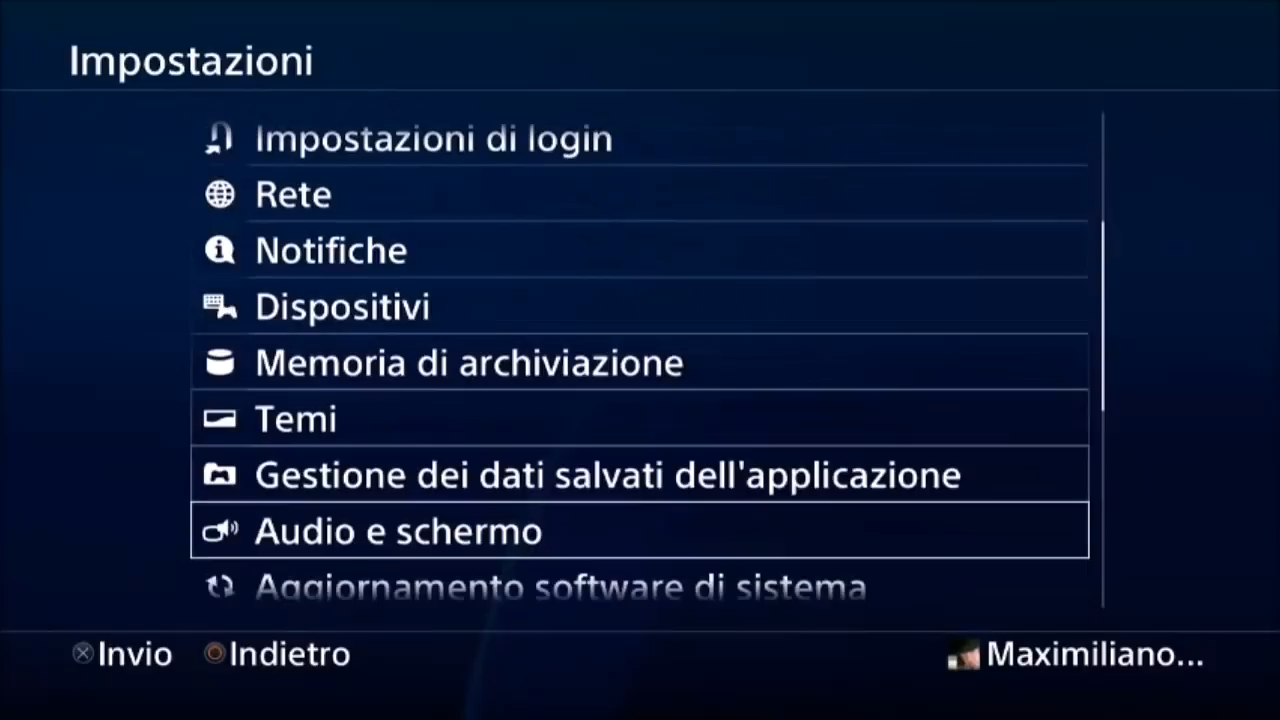 Impostazioni
Impostazioni di login
Rete
Notifiche
Dispositivi
Memoria di archiviazione
Temi
Gestione dei dati salvati dell'applicazione
Audio e schermo
Aggiornamento software di sistema
Invio Indietro Maximiliano...